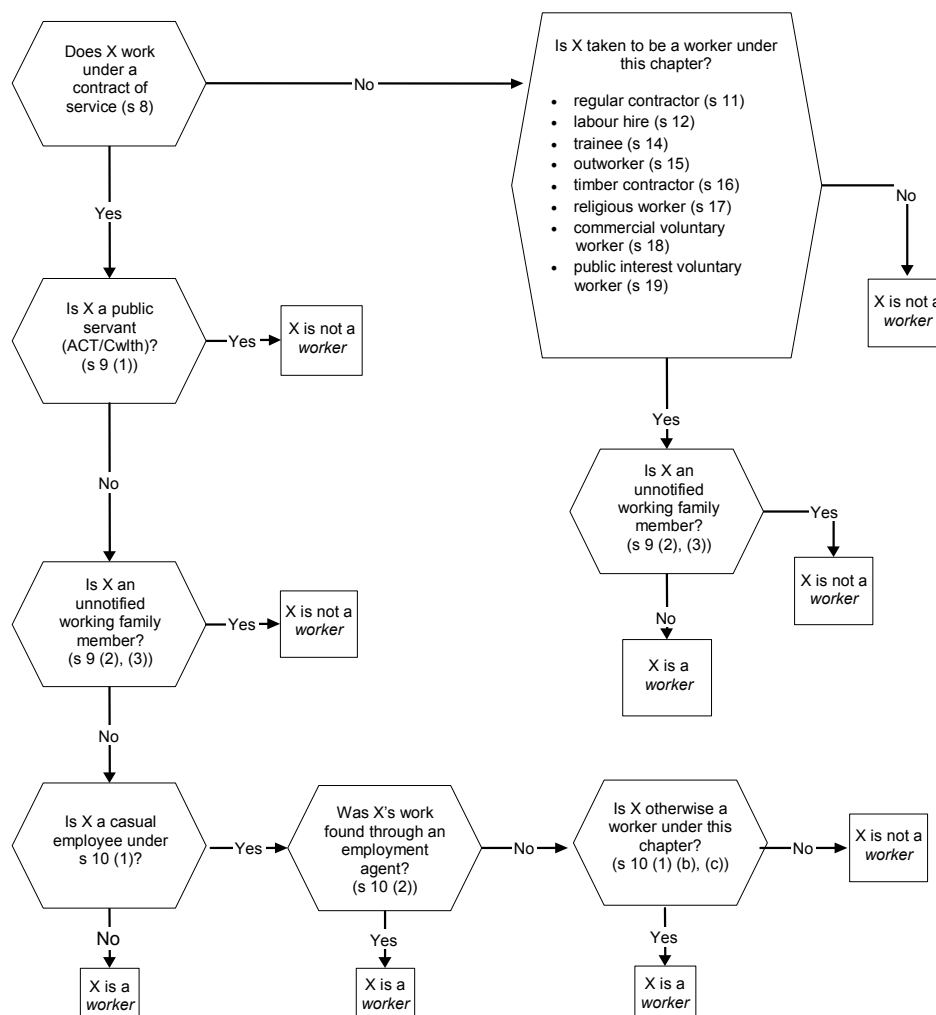 Does X work
under a
contract of
service (s 8)
No
Is X taken to be a worker under
this chapter?
• regular contractor (s 11)
• labour hire (s 12)
• trainee (s 14)
• outworker (s 15)
• timber contractor (s 16)
• religious worker (s 17)
• commercial voluntary
worker (s 18)
• public interest voluntary
worker (s 19)
No
X is not a
worker
Yes
Is X a public
servant
(ACT/Cwlth)?
(s 9 (1))
Yes
X is not a
worker
Yes
Is X an
unnotified
working family
member?
(s 9 (2), (3))
Yes
X is not a
worker
No
X is a
worker
No
Is X an
unnotified
working family
member?
(s 9 (2), (3))
Yes
X is not a
worker
No
Is X a casual
employee under
s 10 (1)?
Yes
Was X's work
found through an
employment
agent?
(s 10 (2))
No
Is X otherwise a
worker under this
chapter?
(s 10 (1) (b), (c))
No
X is not a
worker
No
X is a
worker
Yes
X is a
worker
Yes
X is a
worker